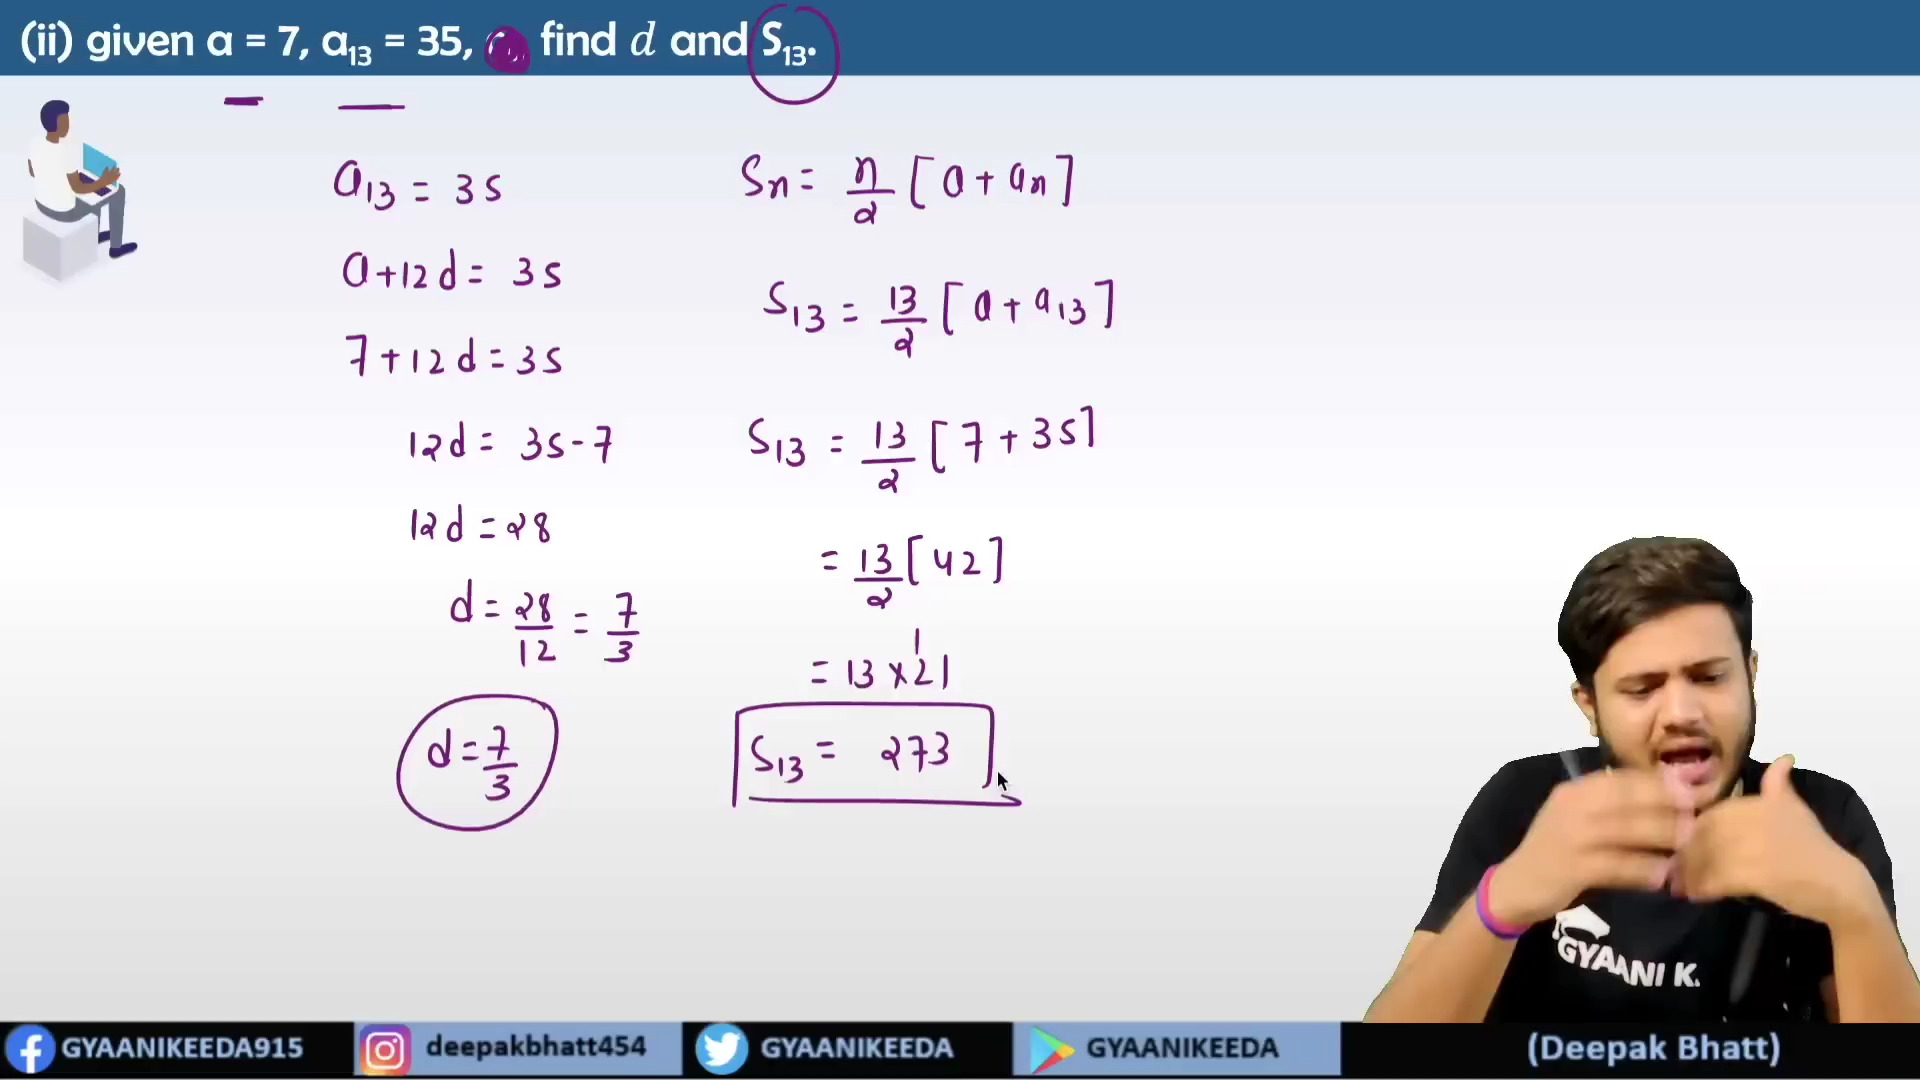 (ii) given a = 7, a₁₃ = 35, find d and S₁₃.
a₁₃ = 35
a + 12d = 35
7 + 12d = 35
12d = 35 - 7
12d = 28
d = 28/12 = 7/3
d = 7/3
Sn = n/2 [a + an]
S₁₃ = 13/2 [a + a₁₃]
S₁₃ = 13/2 [7 + 35]
= 13/2 [42]
1
= 13 × 21
S₁₃ = 273
GYAANI K.
GYAANIKEEDA915
deepakbhatt454
GYAANIKEEDA
GYAANIKEEDA
(Deepak Bhatt)